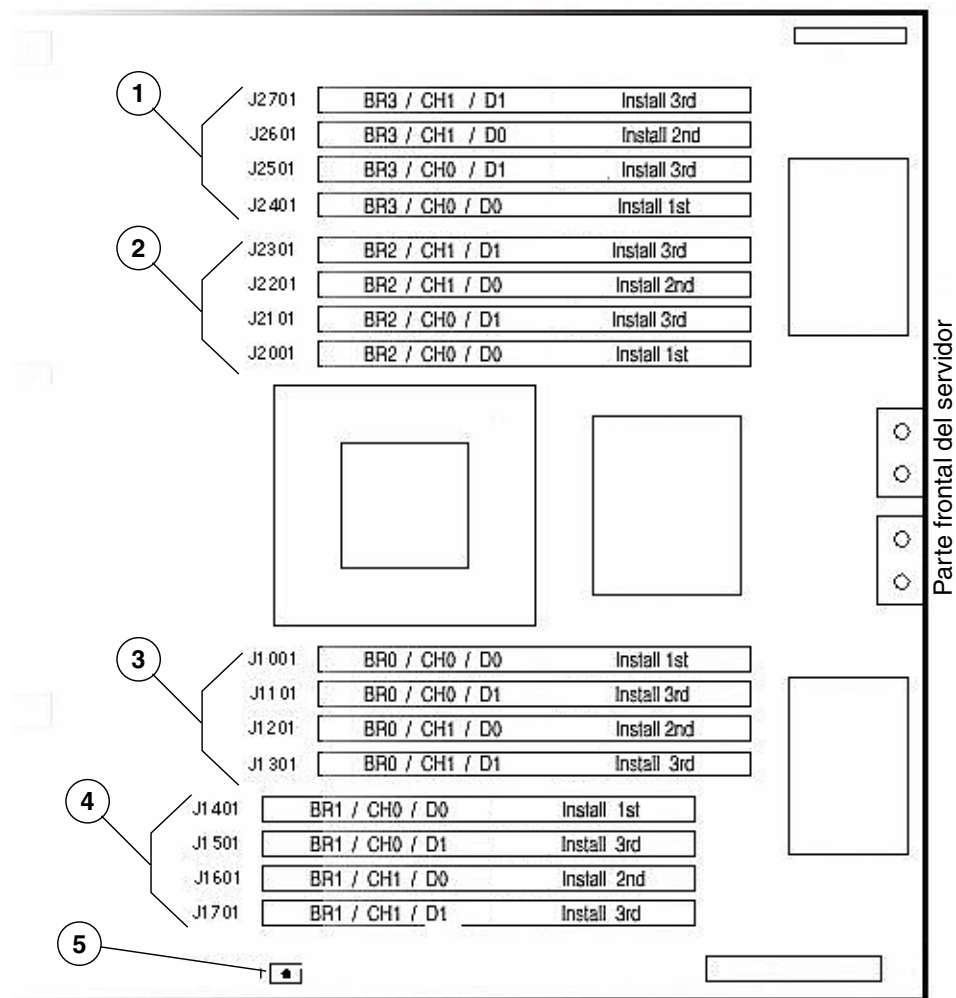 1
J2701 BR3 / CH1 / D1 Install 3rd
J2601 BR3 / CH1 / D0 Install 2nd
J2501 BR3 / CH0 / D1 Install 3rd
J2401 BR3 / CH0 / D0 Install 1st
2
J2301 BR2 / CH1 / D1 Install 3rd
J2201 BR2 / CH1 / D0 Install 2nd
J2101 BR2 / CH0 / D1 Install 3rd
J2001 BR2 / CH0 / D0 Install 1st
Parte frontal del servidor
3
J1001 BR0 / CH0 / D0 Install 1st
J1101 BR0 / CH0 / D1 Install 3rd
J1201 BR0 / CH1 / D0 Install 2nd
J1301 BR0 / CH1 / D1 Install 3rd
4
J1401 BR1 / CH0 / D0 Install 1st
J1501 BR1 / CH0 / D1 Install 3rd
J1601 BR1 / CH1 / D0 Install 2nd
J1701 BR1 / CH1 / D1 Install 3rd
5